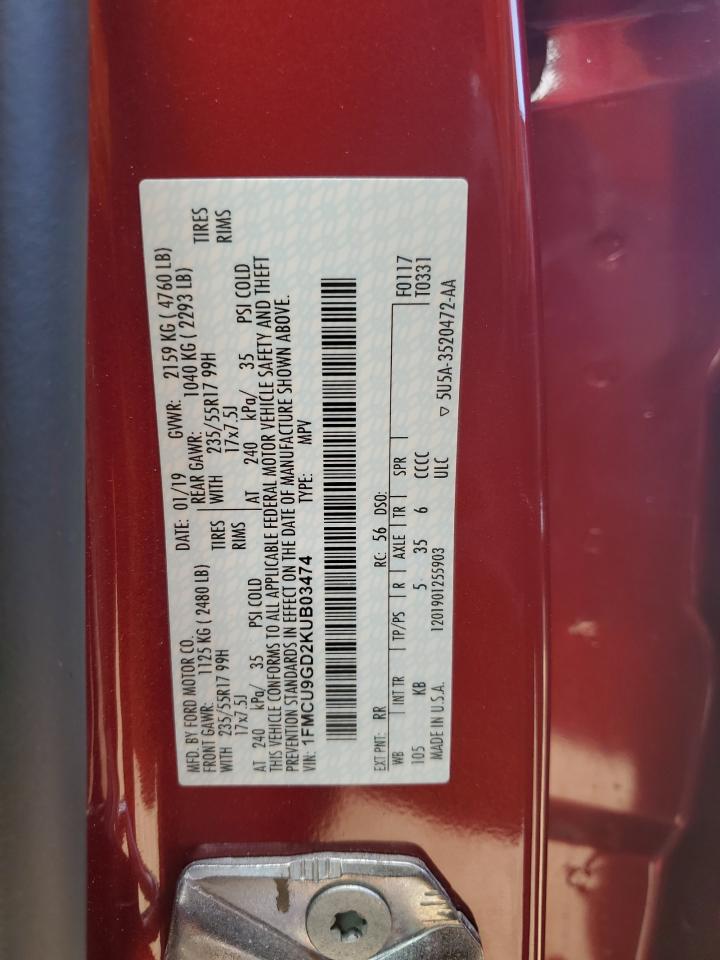 MFD. BY FORD MOTOR CO. DATE: 01/19 GVWR: 2159 KG ( 4760 LB)
FRONT GAWR: 1125 KG ( 2480 LB) REAR GAWR: 1040 KG ( 2293 LB)
WITH 235/55R17 99H TIRES WITH 235/55R17 99H TIRES
17x7.5J RIMS 17x7.5J RIMS
AT 240 kPa/ 35 PSI COLD AT 240 kPa/ 35 PSI COLD
THIS VEHICLE CONFORMS TO ALL APPLICABLE FEDERAL MOTOR VEHICLE SAFETY AND THEFT
PREVENTION STANDARDS IN EFFECT ON THE DATE OF MANUFACTURE SHOWN ABOVE.
VIN: 1FMCU9GD2KUB03474 TYPE: MPV
EXT PNT: RR RC: 56 DSO: F0117
WB INT TR TP/PS R AXLE TR SPR T0331
105 KB 5 35 6 CCCC
MADE IN U.S.A. 1201901255903 ULC ▽ 5U5A-3520472-AA